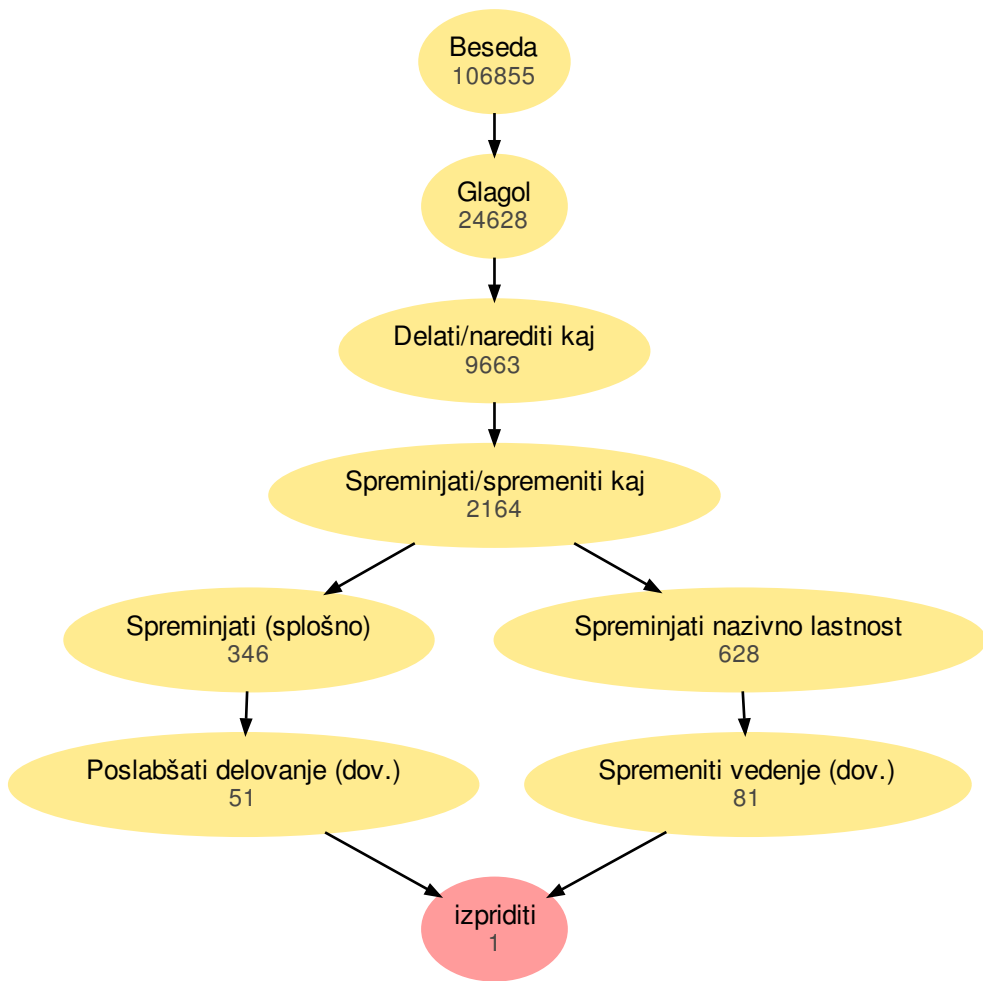 Beseda
106855
Glagol
24628
Delati/narediti kaj
9663
Spreminjati/spremeniti kaj
2164
Spreminjati (splošno)
346
Spreminjati nazivno lastnost
628
Poslabšati delovanje (dov.)
51
Spremeniti vedenje (dov.)
81
izpriditi
1